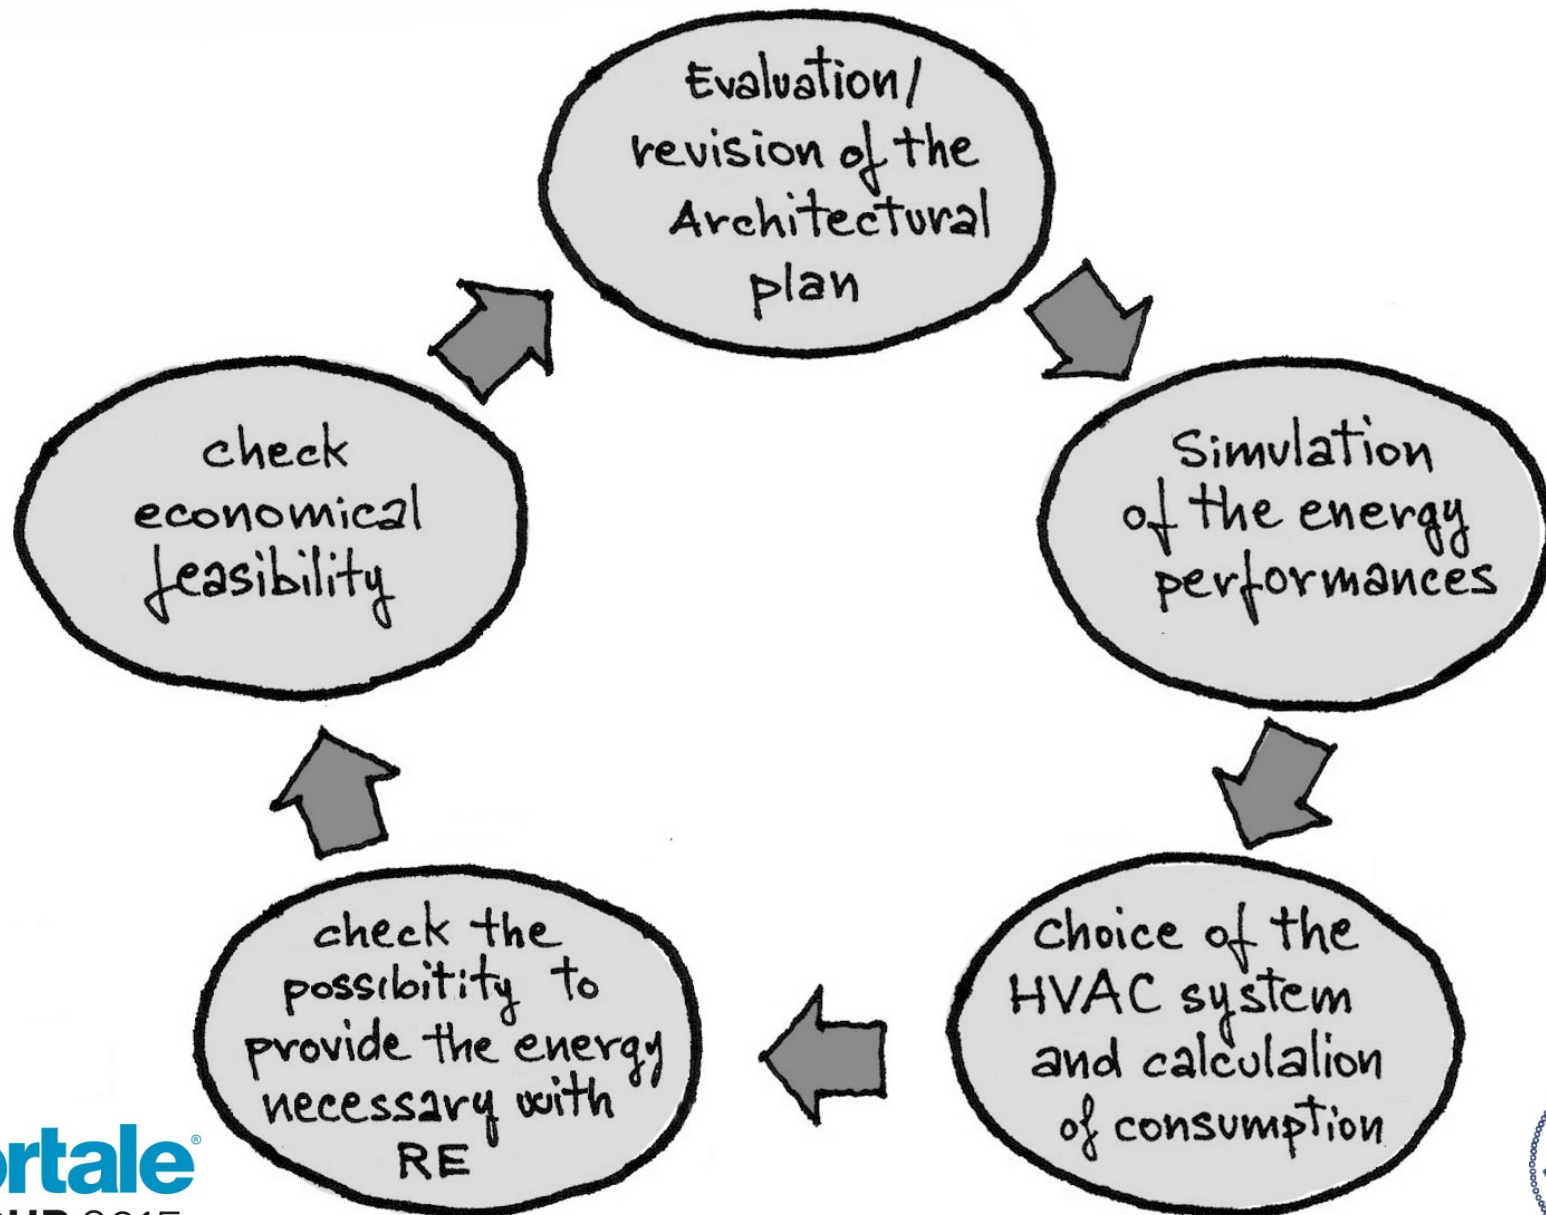 Evaluation/
revision of the
Architectural
plan
Simulation
of the energy
performances
choice of the
HVAC system
and calculalion
of consumption
check the
possibitity to
provide the energy
necessary with
RE
check
economical
feasibility
rtale®